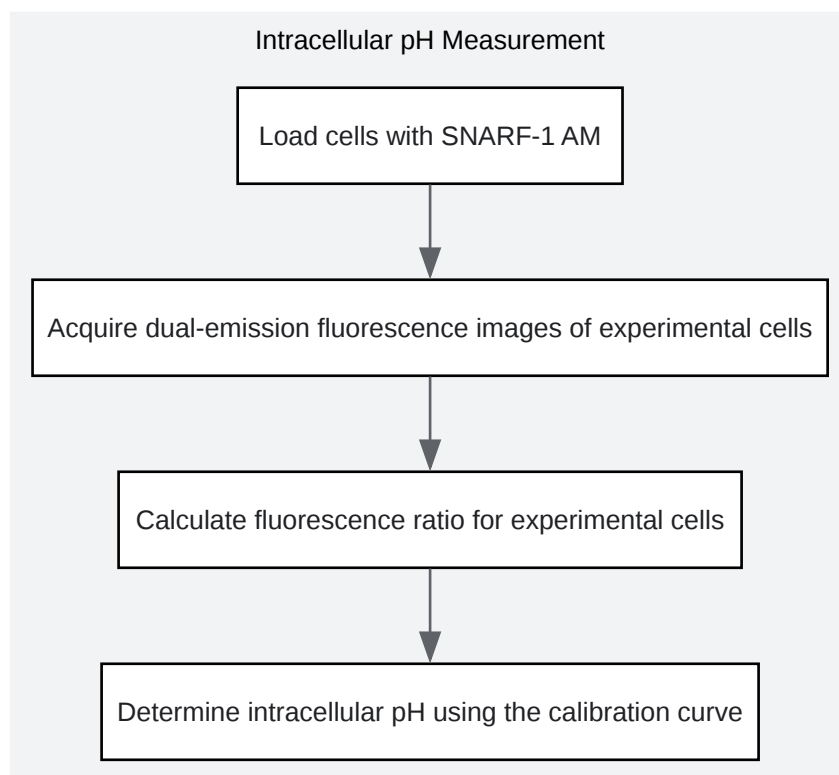 Intracellular pH Measurement
Load cells with SNARF-1 AM
Acquire dual-emission fluorescence images of experimental cells
Calculate fluorescence ratio for experimental cells
Determine intracellular pH using the calibration curve